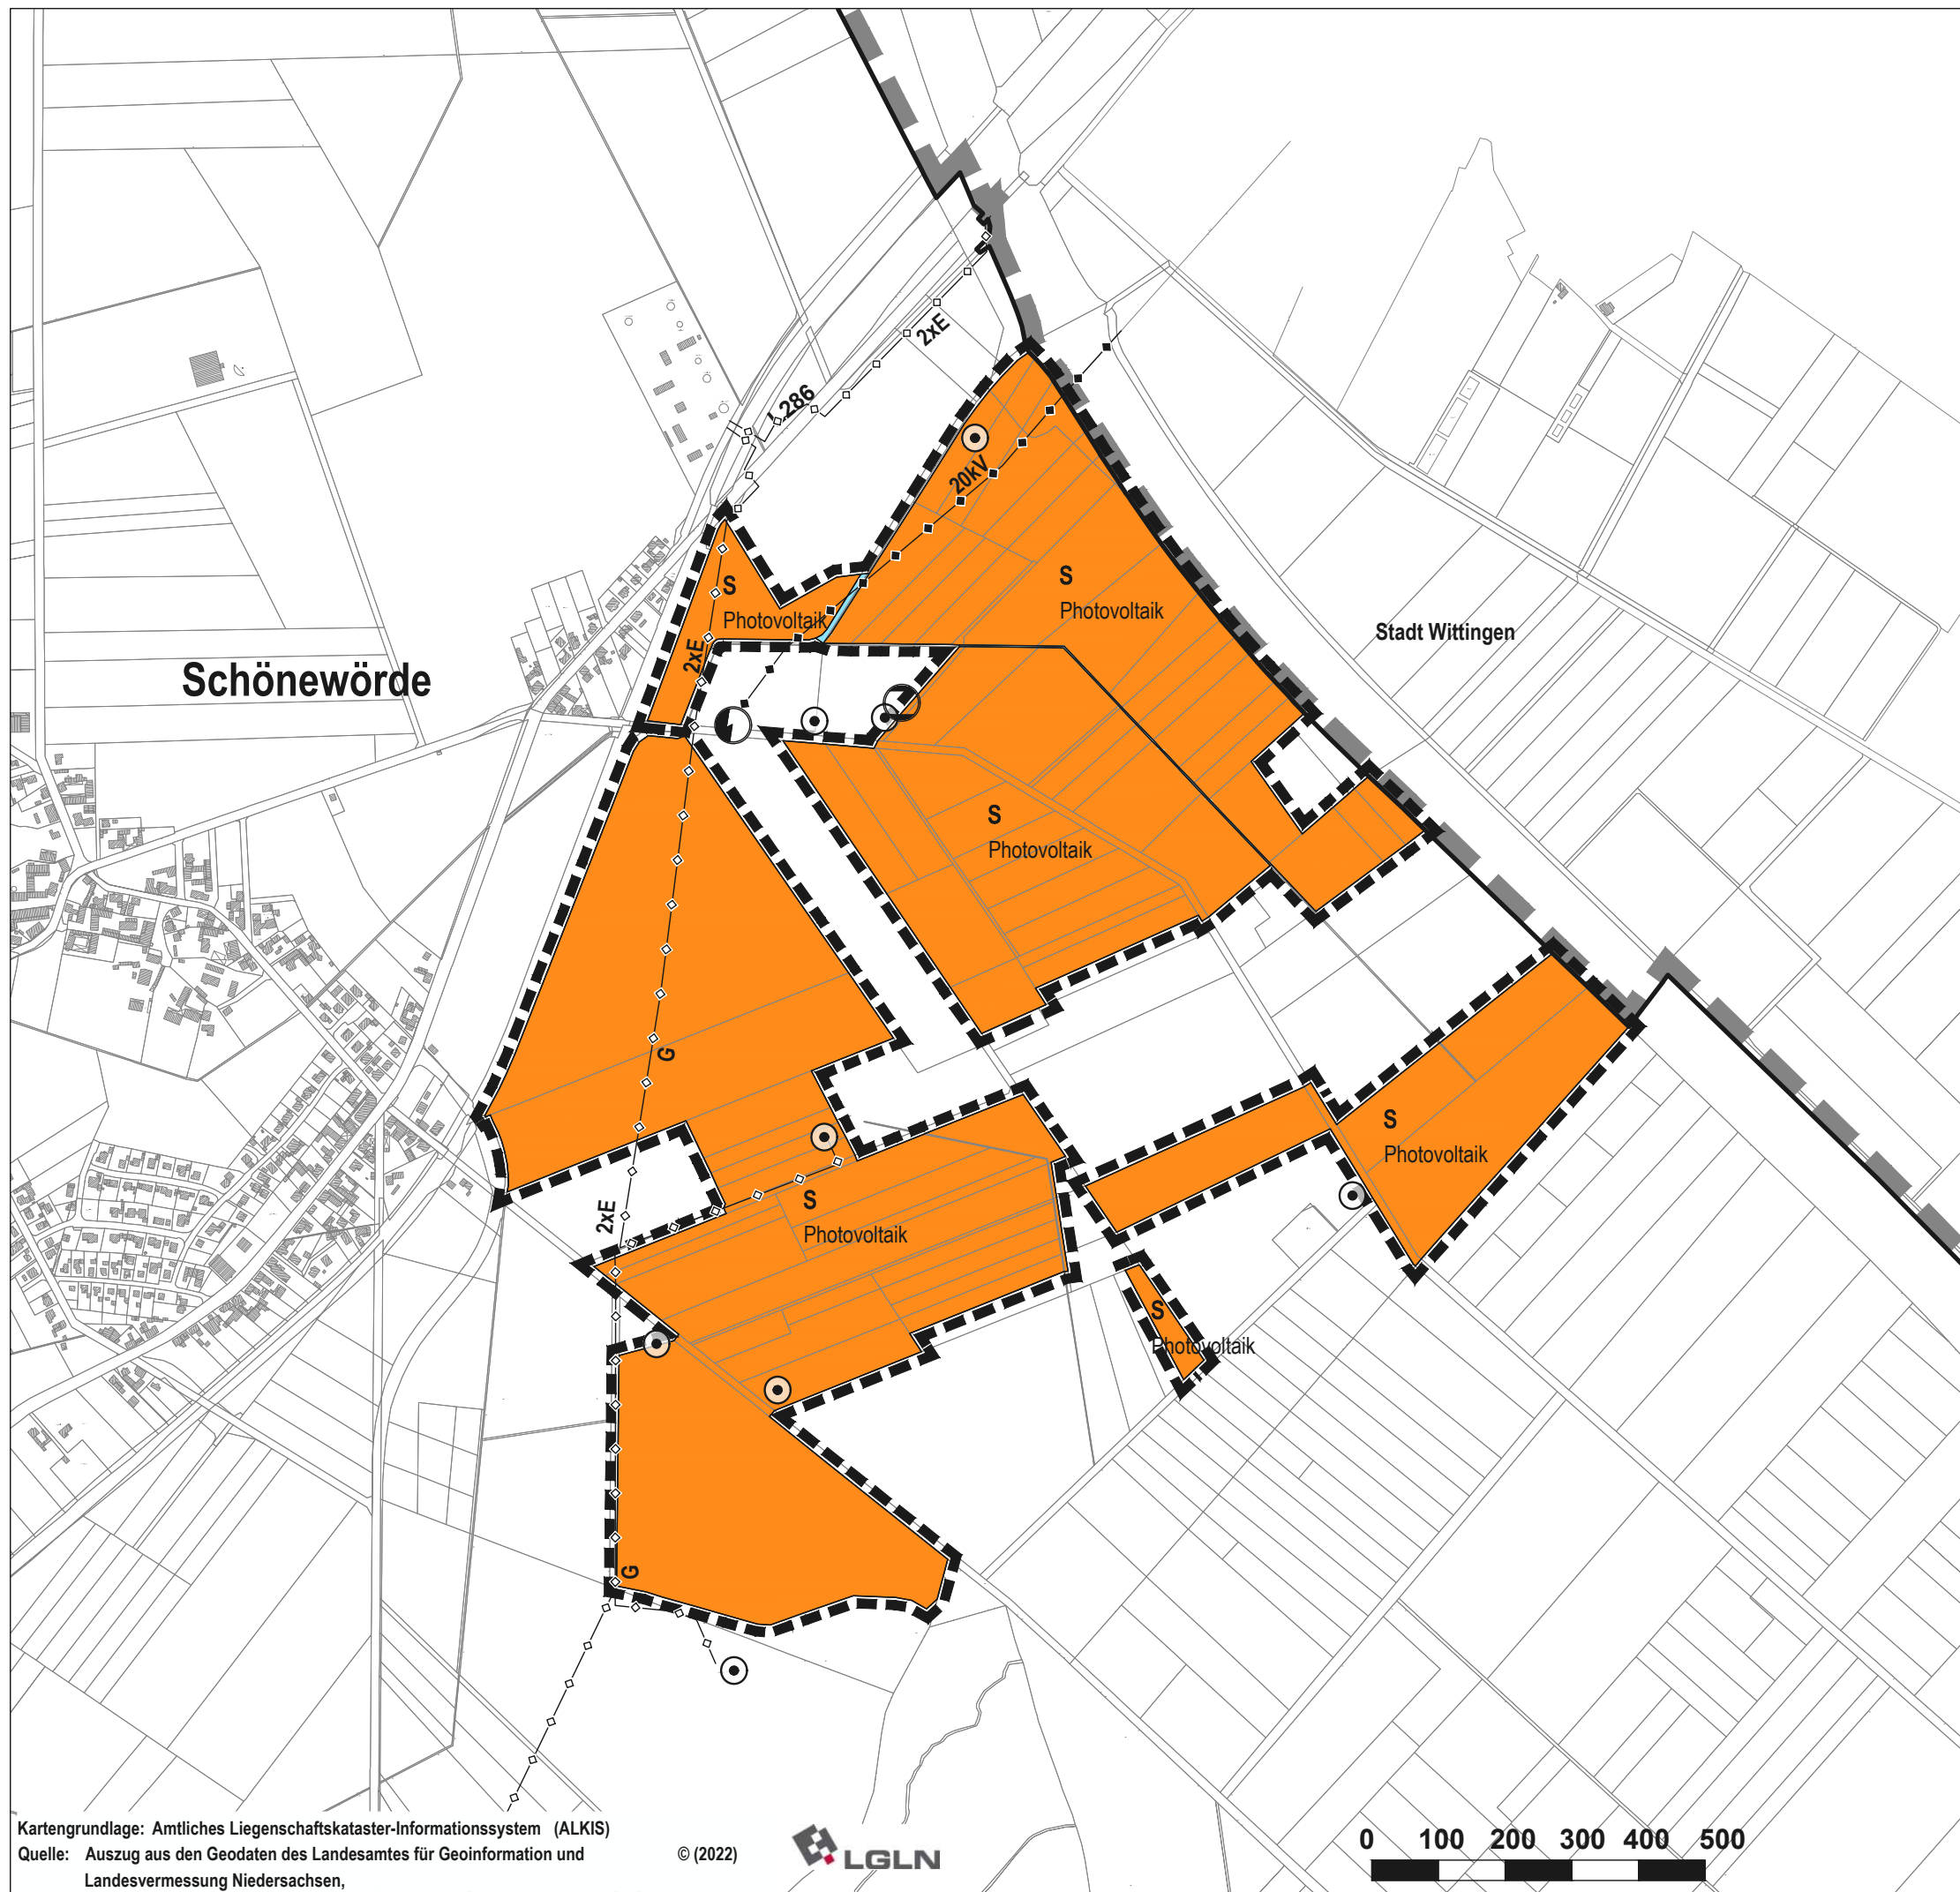 2xE
L 286
20kV
S
Photovoltaik
S
Photovoltaik
Stadt Wittingen
2xE
Schönewörde
S
Photovoltaik
G
S
Photovoltaik
2xE
S
Photovoltaik
S
Photovoltaik
G
Kartengrundlage: Amtliches Liegenschaftskataster-Informationssystem (ALKIS)
Quelle: Auszug aus den Geodaten des Landesamtes für Geoinformation und
Landesvermessung Niedersachsen,
© (2022)
LGLN
0 100 200 300 400 500